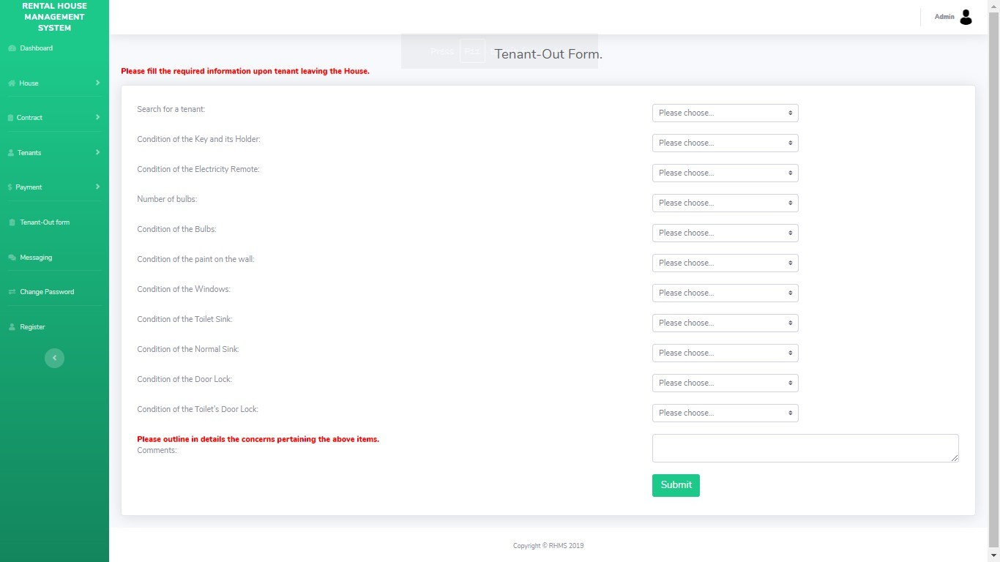 RENTAL HOUSE
MANAGEMENT
SYSTEM
Dashboard
House
Contract
Tenants
Payment
Tenant-Out form
Messaging
Change Password
Register
Admin
Press F11
Tenant-Out Form.
Please fill the required information upon tenant leaving the House.
Search for a tenant: Please choose...
Condition of the Key and its Holder: Please choose...
Condition of the Electricity Remote: Please choose...
Number of bulbs: Please choose...
Condition of the Bulbs: Please choose...
Condition of the paint on the wall: Please choose...
Condition of the Windows: Please choose...
Condition of the Toilet Sink: Please choose...
Condition of the Normal Sink: Please choose...
Condition of the Door Lock: Please choose...
Condition of the Toilet's Door Lock: Please choose...
Please outline in details the concerns pertaining the above items.
Comments:
Submit
Copyright © RHMS 2019